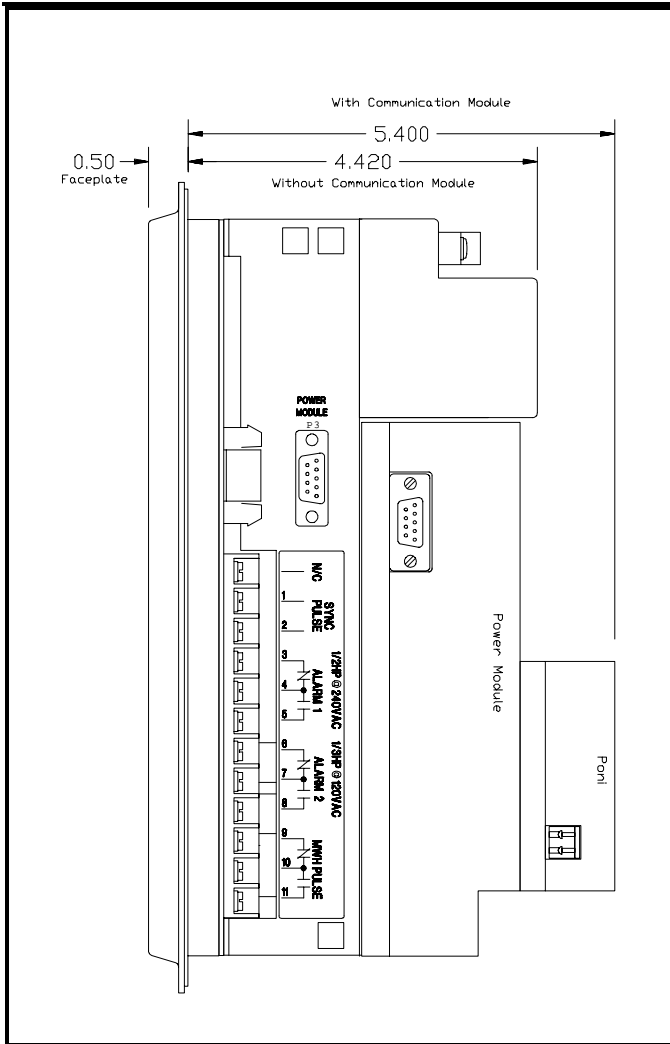 With Communication Module
5.400
0.50
4.420
Faceplate
Without Communication Module
POWER
MODULE
P3
N/C
SYNC
PULSE
1
2
1/2HP @ 240VAC 1/3HP @ 120VAC
3
4
5
ALARM 1
6
7
8
ALARM 2
9
10
11
MWH PULSE
Power Module
Poni